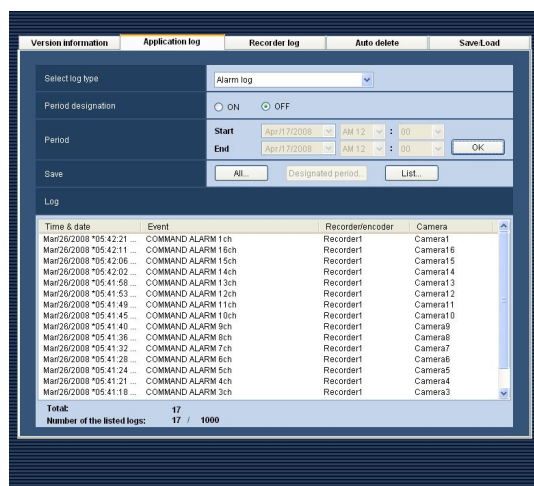 Version information Application log Recorder log Auto delete Save/Load
Select log type Alarm log
Period designation ON OFF
Start Apr/17/2008 AM 12 : 00
Period
End Apr/17/2008 AM 12 : 00 OK
Save All... Designated period... List...
Log
Time & date Event Recorder/encoder Camera
Mar/26/2008 *05:42:21 ... COMMAND ALARM 1ch Recorder1 Camera1
Mar/26/2008 *05:42:11 ... COMMAND ALARM 16ch Recorder1 Camera16
Mar/26/2008 *05:42:06 ... COMMAND ALARM 15ch Recorder1 Camera15
Mar/26/2008 *05:42:02 ... COMMAND ALARM 14ch Recorder1 Camera14
Mar/26/2008 *05:41:58 ... COMMAND ALARM 13ch Recorder1 Camera13
Mar/26/2008 *05:41:53 ... COMMAND ALARM 12ch Recorder1 Camera12
Mar/26/2008 *05:41:49 ... COMMAND ALARM 11ch Recorder1 Camera11
Mar/26/2008 *05:41:45 ... COMMAND ALARM 10ch Recorder1 Camera10
Mar/26/2008 *05:41:40 ... COMMAND ALARM 9ch Recorder1 Camera9
Mar/26/2008 *05:41:36 ... COMMAND ALARM 8ch Recorder1 Camera8
Mar/26/2008 *05:41:32 ... COMMAND ALARM 7ch Recorder1 Camera7
Mar/26/2008 *05:41:28 ... COMMAND ALARM 6ch Recorder1 Camera6
Mar/26/2008 *05:41:24 ... COMMAND ALARM 5ch Recorder1 Camera5
Mar/26/2008 *05:41:21 ... COMMAND ALARM 4ch Recorder1 Camera4
Mar/26/2008 *05:41:18 ... COMMAND ALARM 3ch Recorder1 Camera3
Total: 17
Number of the listed logs: 17 / 1000